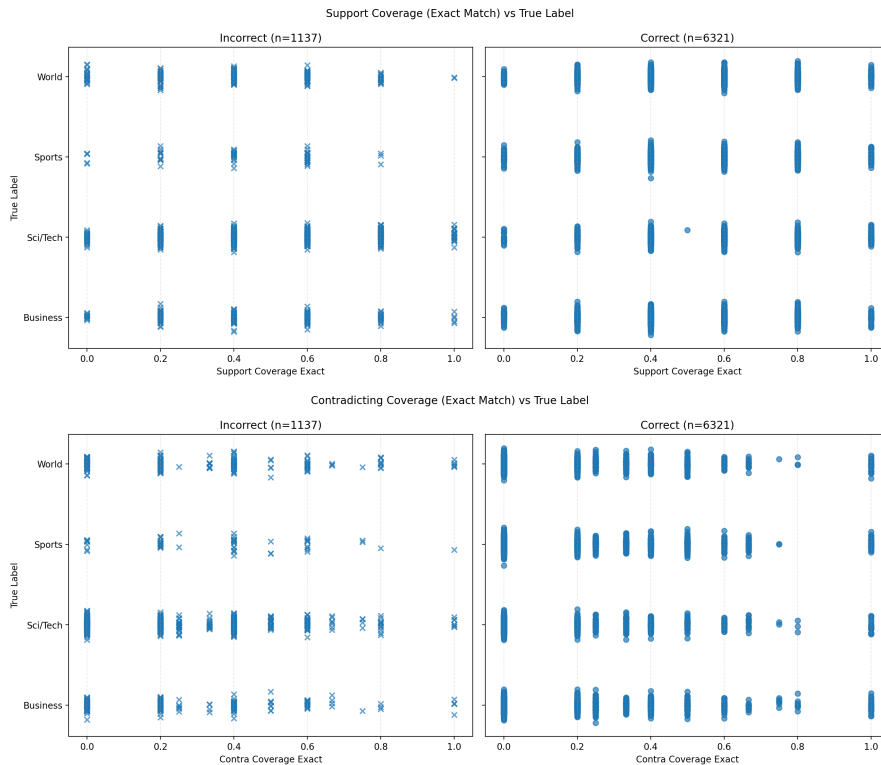 Support Coverage (Exact Match) vs True Label
Incorrect (n=1137)
Correct (n=6321)
True Label
World
Sports
Sci/Tech
Business
0.0 0.2 0.4 0.6 0.8 1.0
0.0 0.2 0.4 0.6 0.8 1.0
Support Coverage Exact
Support Coverage Exact
Contradicting Coverage (Exact Match) vs True Label
Incorrect (n=1137)
Correct (n=6321)
True Label
World
Sports
Sci/Tech
Business
0.0 0.2 0.4 0.6 0.8 1.0
0.0 0.2 0.4 0.6 0.8 1.0
Contra Coverage Exact
Contra Coverage Exact